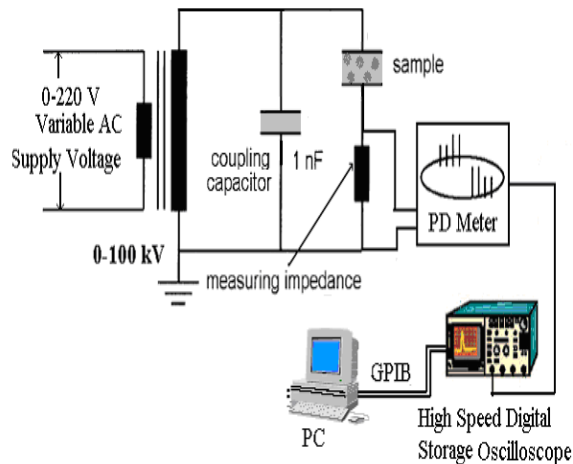 0-220 V
Variable AC
Supply Voltage
0-100 kV
coupling
capacitor
1 nF
sample
measuring impedance
PD Meter
GPIB
PC
High Speed Digital
Storage Oscilloscope